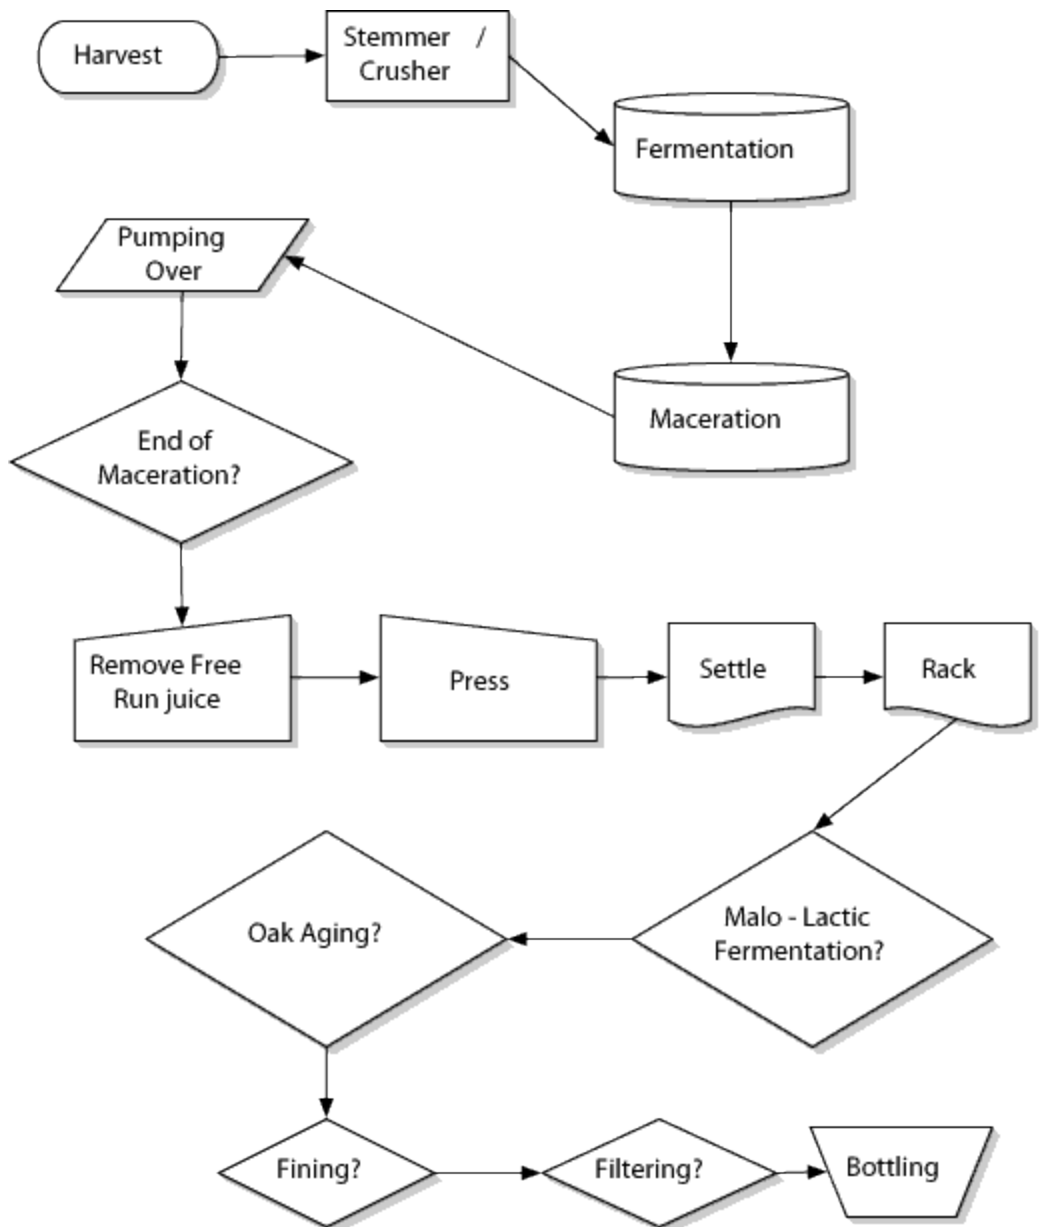 Harvest
Stemmer /
Crusher
Fermentation
Pumping
Over
Maceration
End of
Maceration?
Remove Free
Run juice
Press
Settle
Rack
Malo - Lactic
Fermentation?
Oak Aging?
Fining?
Filtering?
Bottling